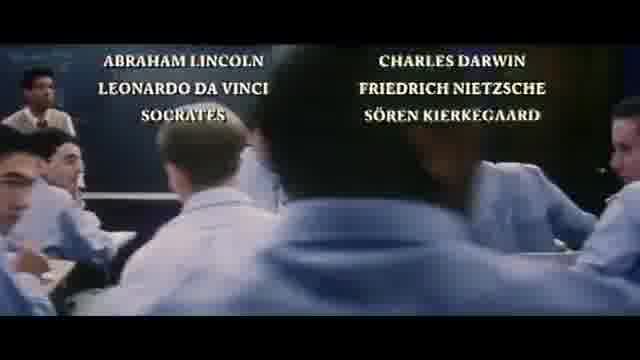 ABRAHAM LINCOLN
LEONARDO DA VINCI
SOCRATES
CHARLES DARWIN
FRIEDRICH NIETZSCHE
SÖREN KIERKEGAARD